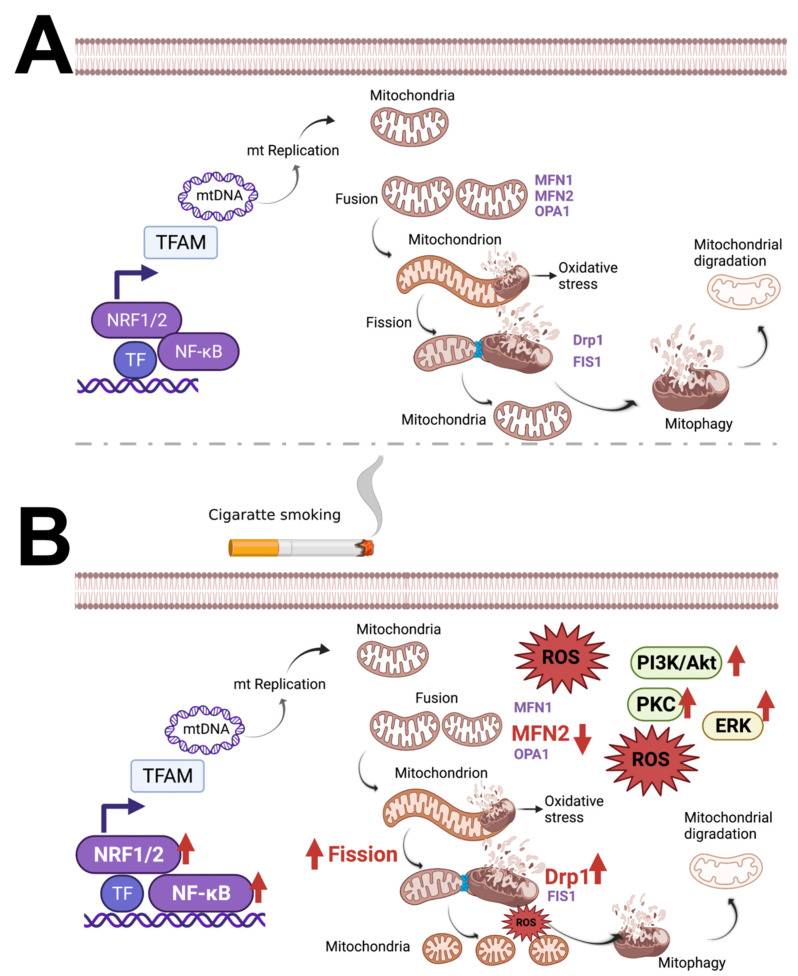 A
Mitochondria
mt Replication
mtDNA
Fusion
MFN1
MFN2
OPA1
TFAM
Mitochondrion
Oxidative
stress
Mitochondrial
degradation
NRF1/2
Fission
TF
NF-κB
Drp1
FIS1
Mitochondria
Mitophagy
B
Cigaratte smoking
Mitochondria
ROS
PI3K/Akt
mt Replication
PKC
ERK
Fusion
MFN1
MFN2
OPA1
mtDNA
ROS
TFAM
Mitochondrion
Oxidative
stress
Mitochondrial
digradation
NRF1/2
Fission
TF
NF-κB
Drp1
FIS1
ROS
Mitochondria
Mitophagy